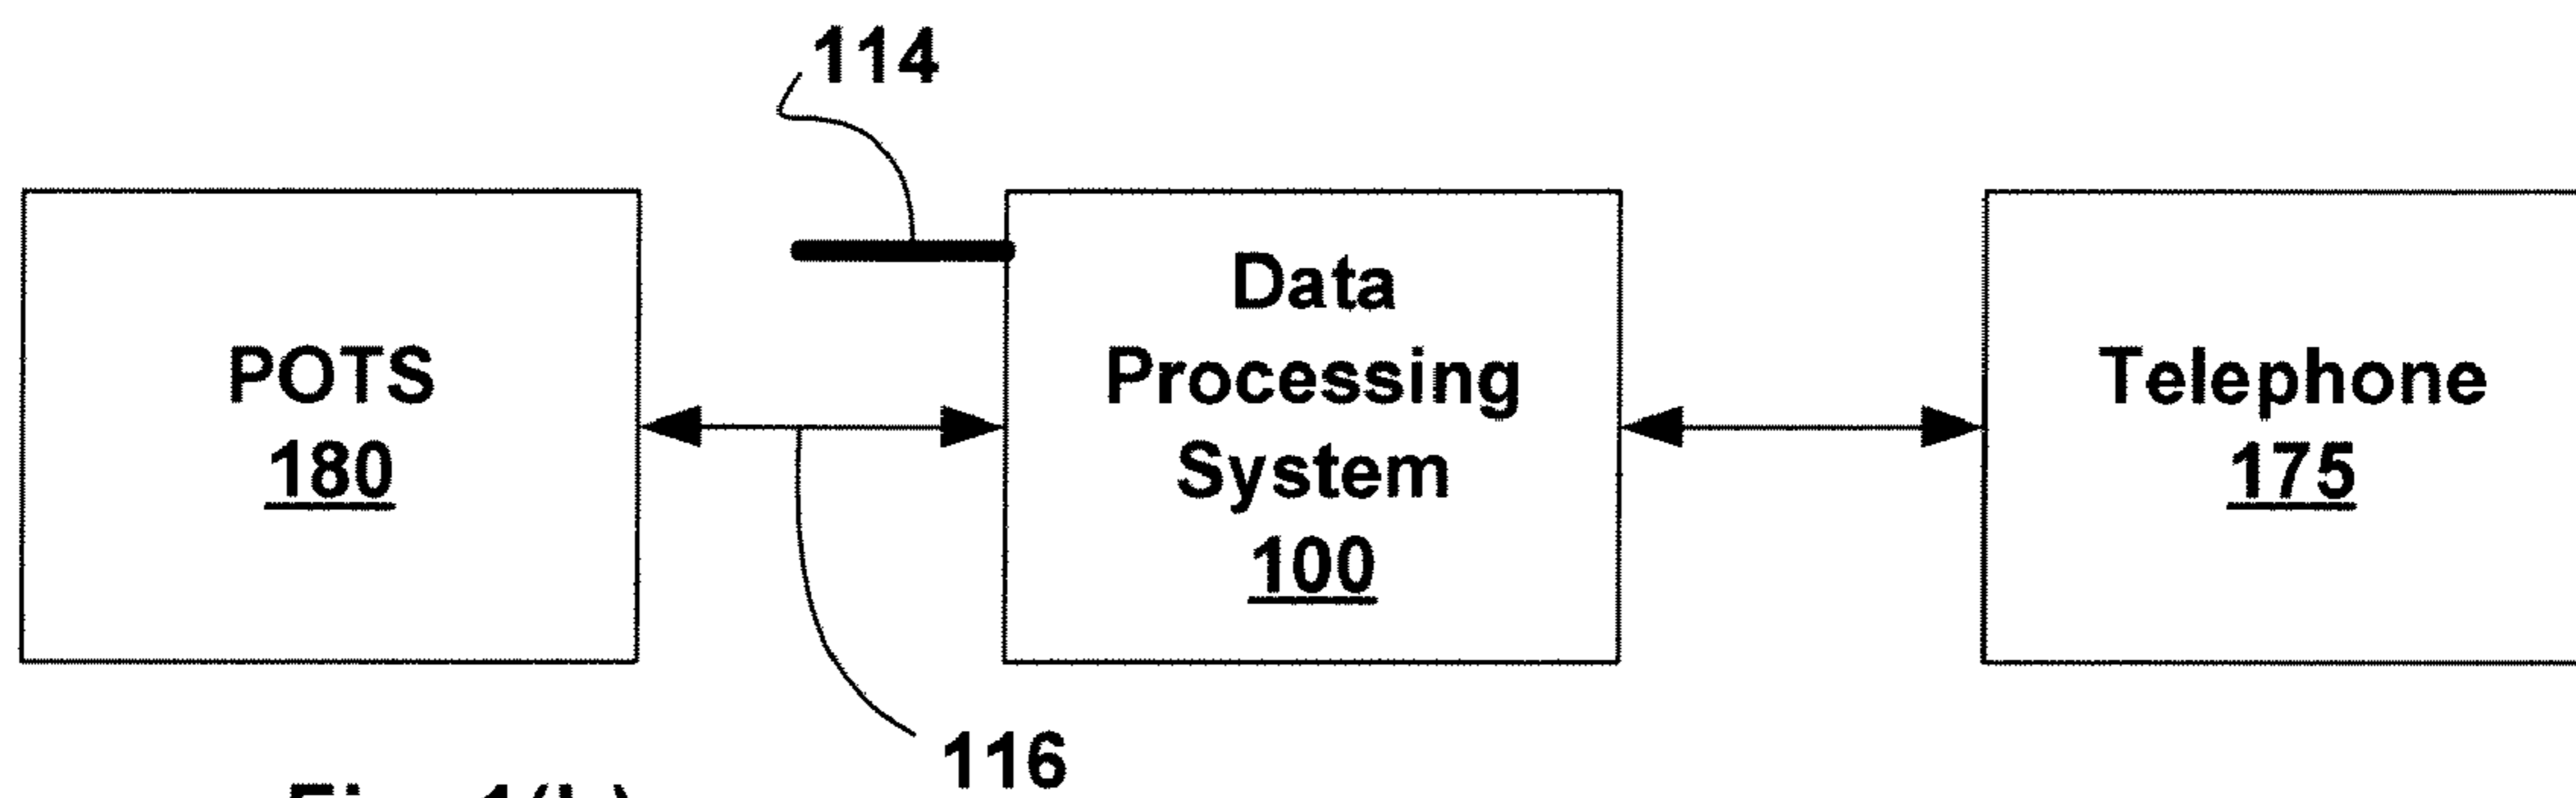 114
POTS
180
Data
Processing
System
100
Telephone
175
116